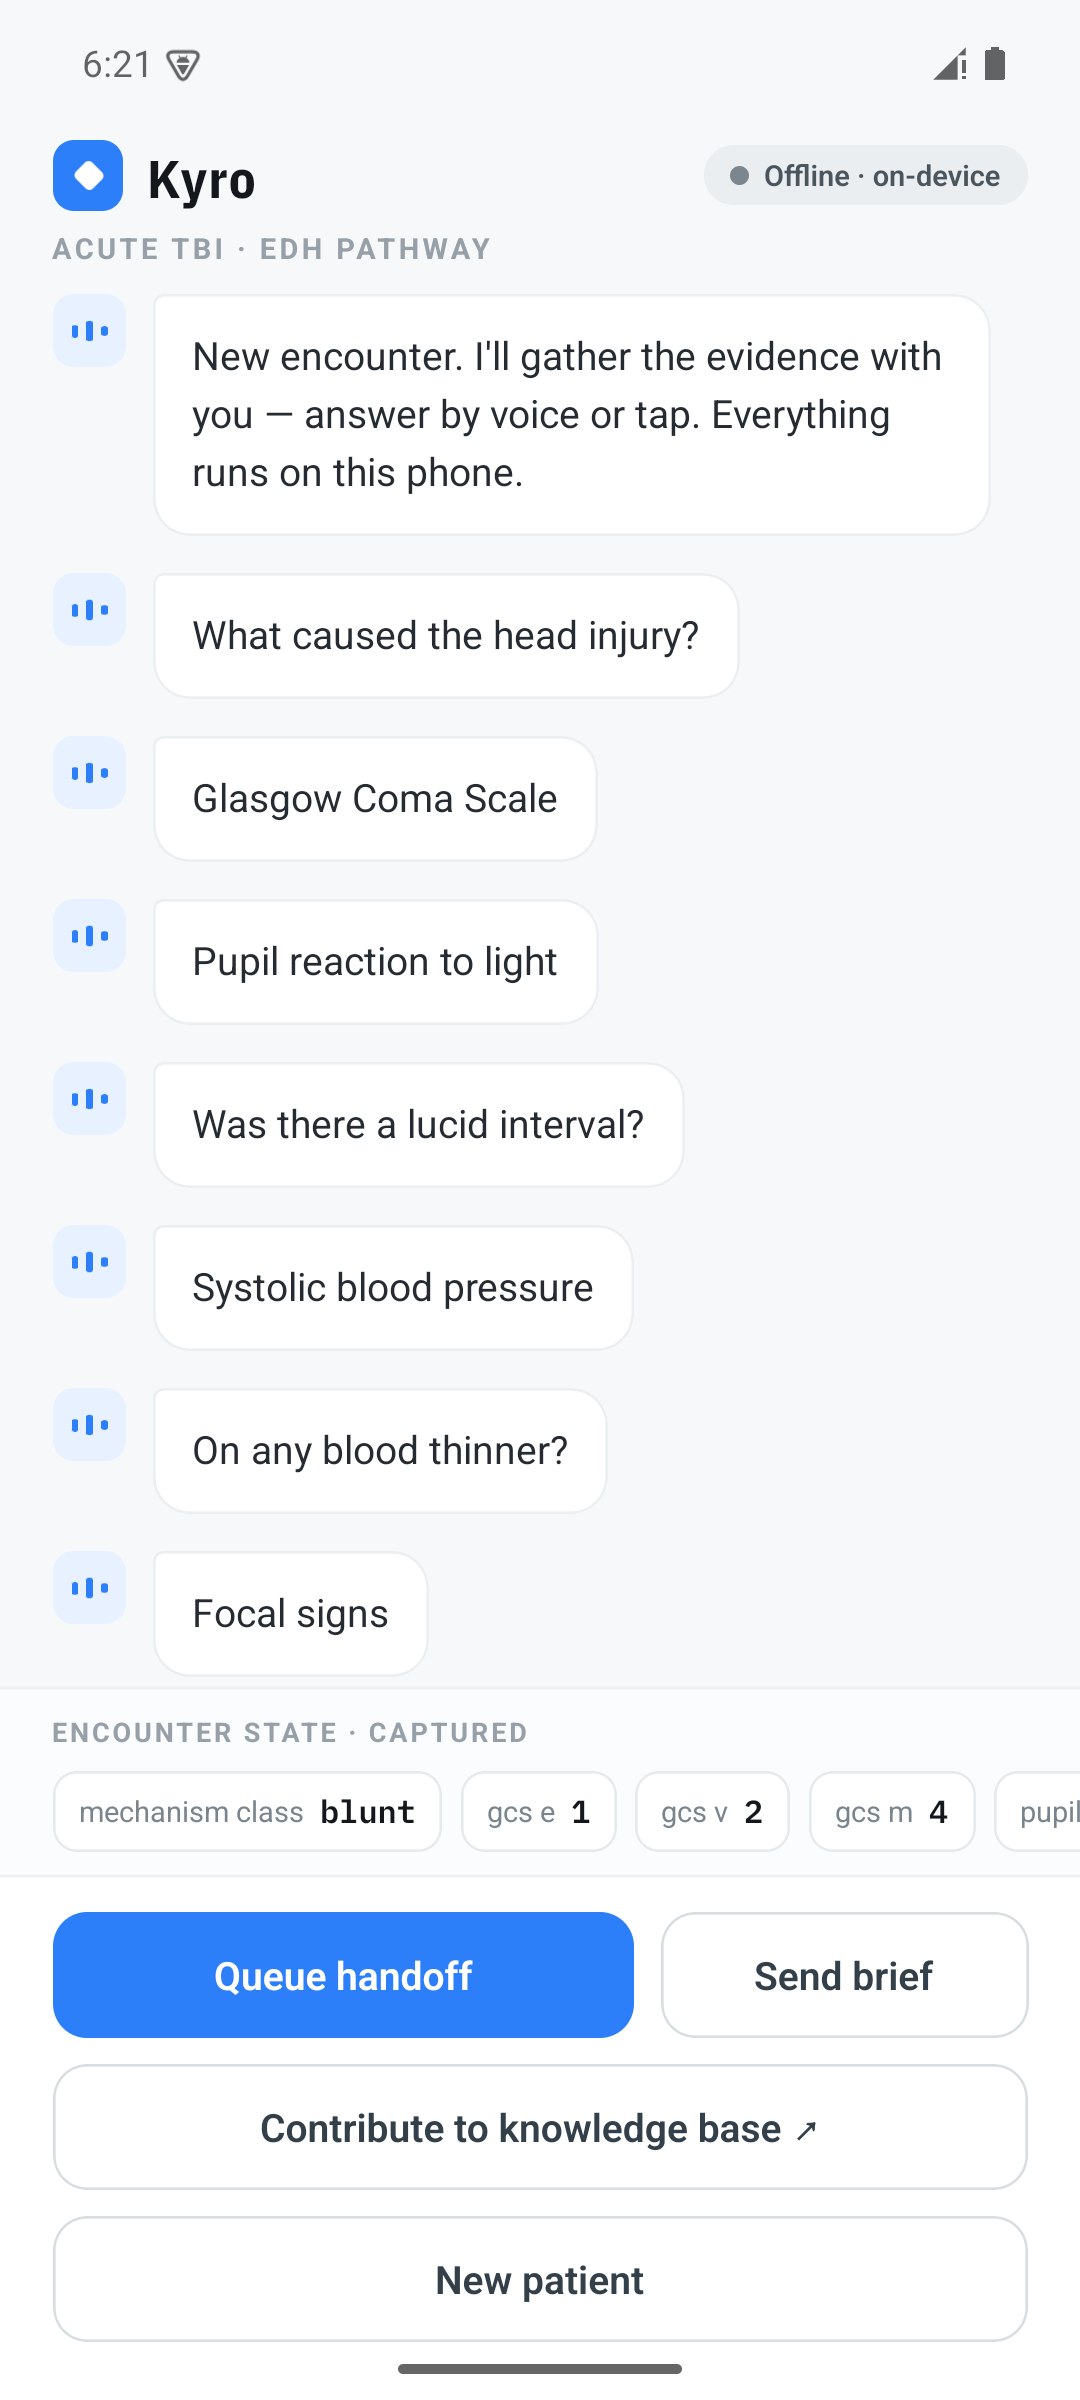 6:21
Kyro
Offline · on-device
ACUTE TBI · EDH PATHWAY
New encounter. I'll gather the evidence with
you — answer by voice or tap. Everything
runs on this phone.
What caused the head injury?
Glasgow Coma Scale
Pupil reaction to light
Was there a lucid interval?
Systolic blood pressure
On any blood thinner?
Focal signs
ENCOUNTER STATE · CAPTURED
mechanism class blunt gcs e 1 gcs v 2 gcs m 4 pupil
Queue handoff
Send brief
Contribute to knowledge base ↗
New patient